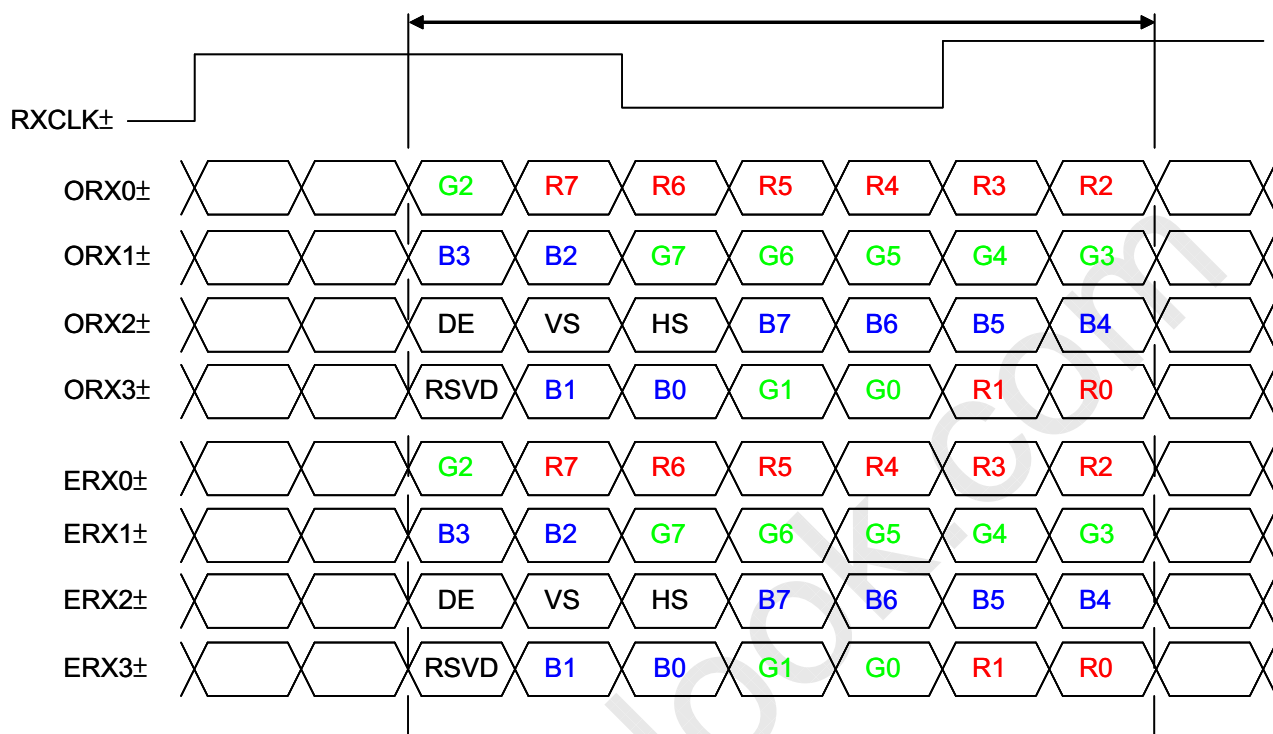 RXCLK±
ORX0± G2 R7 R6 R5 R4 R3 R2
ORX1± B3 B2 G7 G6 G5 G4 G3
ORX2± DE VS HS B7 B6 B5 B4
ORX3± RSVD B1 B0 G1 G0 R1 R0
ERX0± G2 R7 R6 R5 R4 R3 R2
ERX1± B3 B2 G7 G6 G5 G4 G3
ERX2± DE VS HS B7 B6 B5 B4
ERX3± RSVD B1 B0 G1 G0 R1 R0
look.com